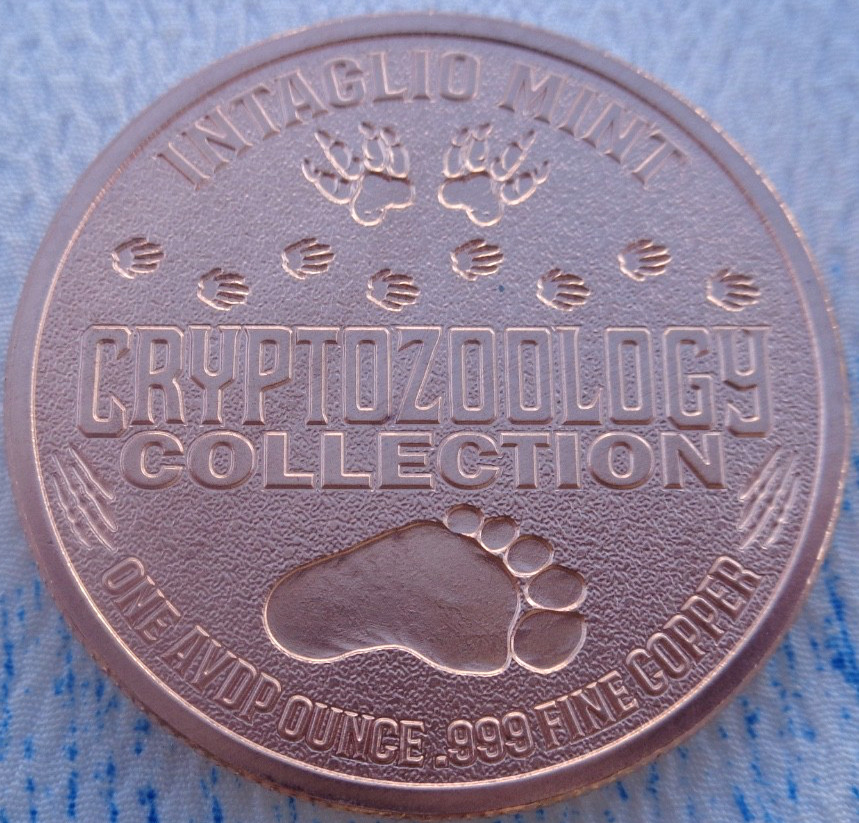 INTAGLIO MINT
CRYPTOZOOLOGY
COLLECTION
ONE AVDP OUNCE .999 FINE COPPER